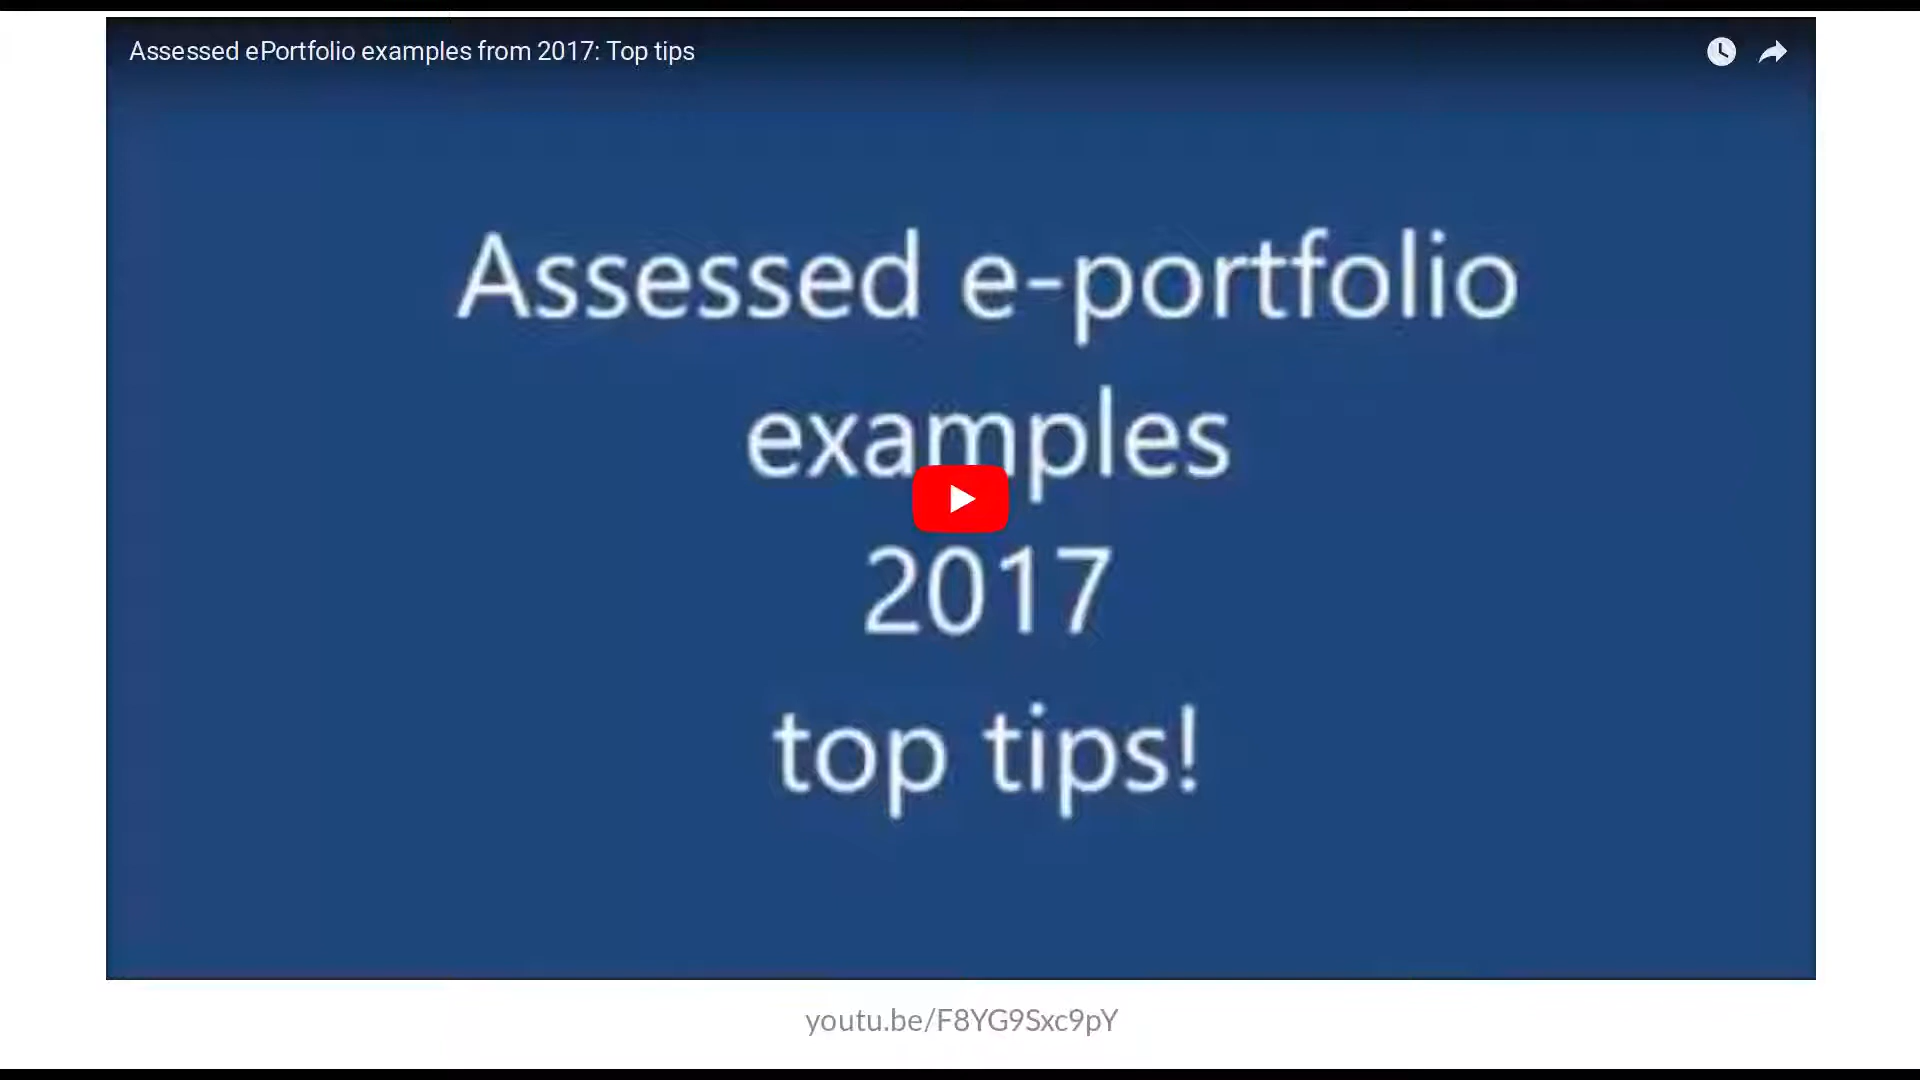 Assessed ePortfolio examples from 2017: Top tips
Assessed e-portfolio
examples
2017
top tips!
youtu.be/F8YG9Sxc9pY